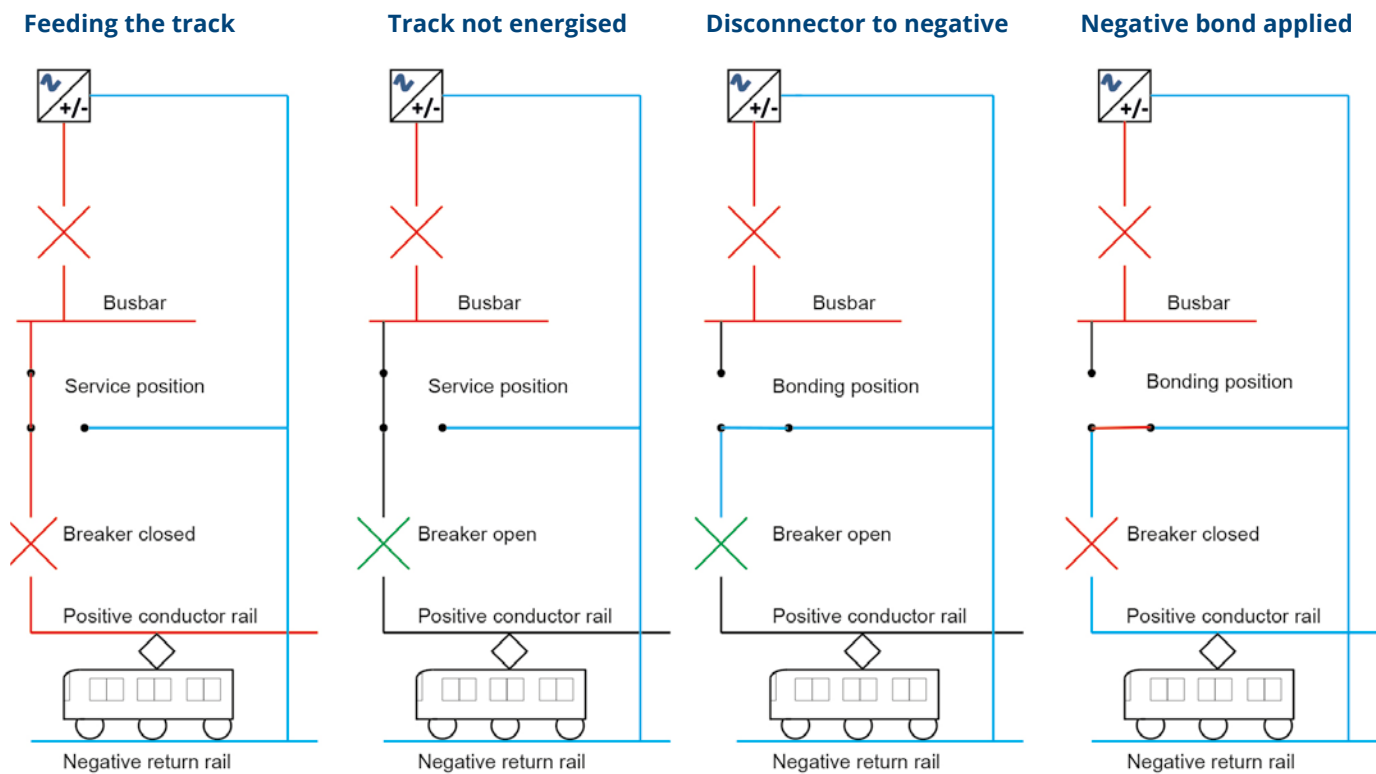 Feeding the track
Track not energised
Disconnector to negative
Negative bond applied
+/-
+/-
+/-
+/-
Busbar
Busbar
Busbar
Busbar
Service position
Service position
Bonding position
Bonding position
Breaker closed
Breaker open
Breaker open
Breaker closed
Positive conductor rail
Positive conductor rail
Positive conductor rail
Positive conductor rail
Negative return rail
Negative return rail
Negative return rail
Negative return rail